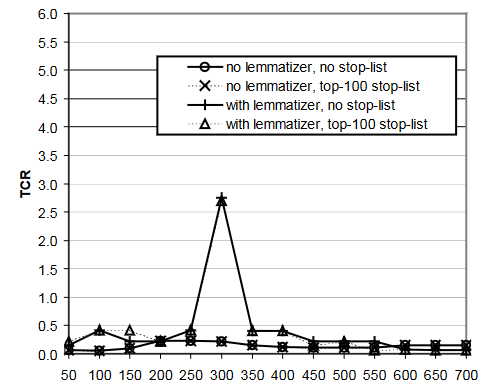 6.0
5.5
5.0
4.5
4.0
3.5
3.0
2.5
2.0
1.5
1.0
0.5
0.0
TCR
no lemmatizer, no stop-list
no lemmatizer, top-100 stop-list
with lemmatizer, no stop-list
with lemmatizer, top-100 stop-list
50 100 150 200 250 300 350 400 450 500 550 600 650 700